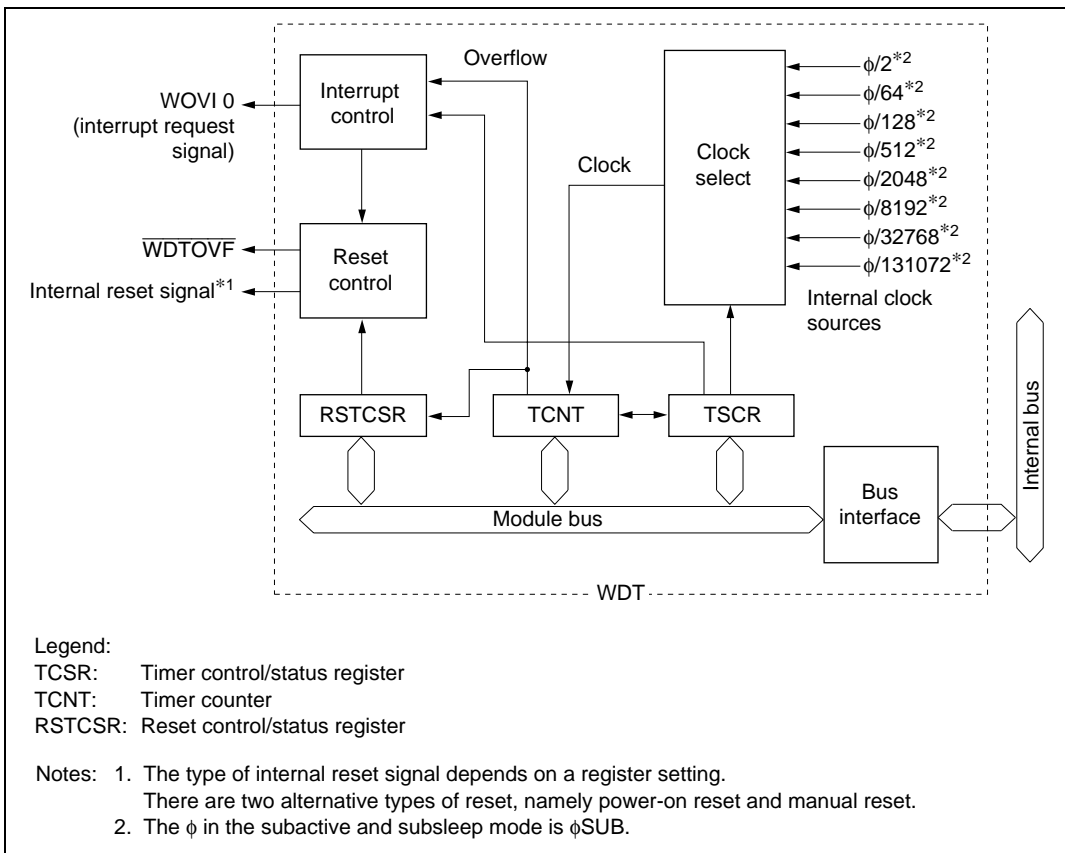 Overflow
Interrupt
control
WOVI 0
(interrupt request
signal)
Clock
Clock
select
ϕ/2*2
ϕ/64*2
ϕ/128*2
ϕ/512*2
ϕ/2048*2
ϕ/8192*2
ϕ/32768*2
ϕ/131072*2
Internal clock
sources
WDTOVF
Internal reset signal*1
Reset
control
RSTCSR
TCNT
TSCR
Module bus
Bus
interface
Internal bus
WDT
Legend:
TCSR: Timer control/status register
TCNT: Timer counter
RSTCSR: Reset control/status register
Notes: 1. The type of internal reset signal depends on a register setting.
There are two alternative types of reset, namely power-on reset and manual reset.
2. The ϕ in the subactive and subsleep mode is ϕSUB.